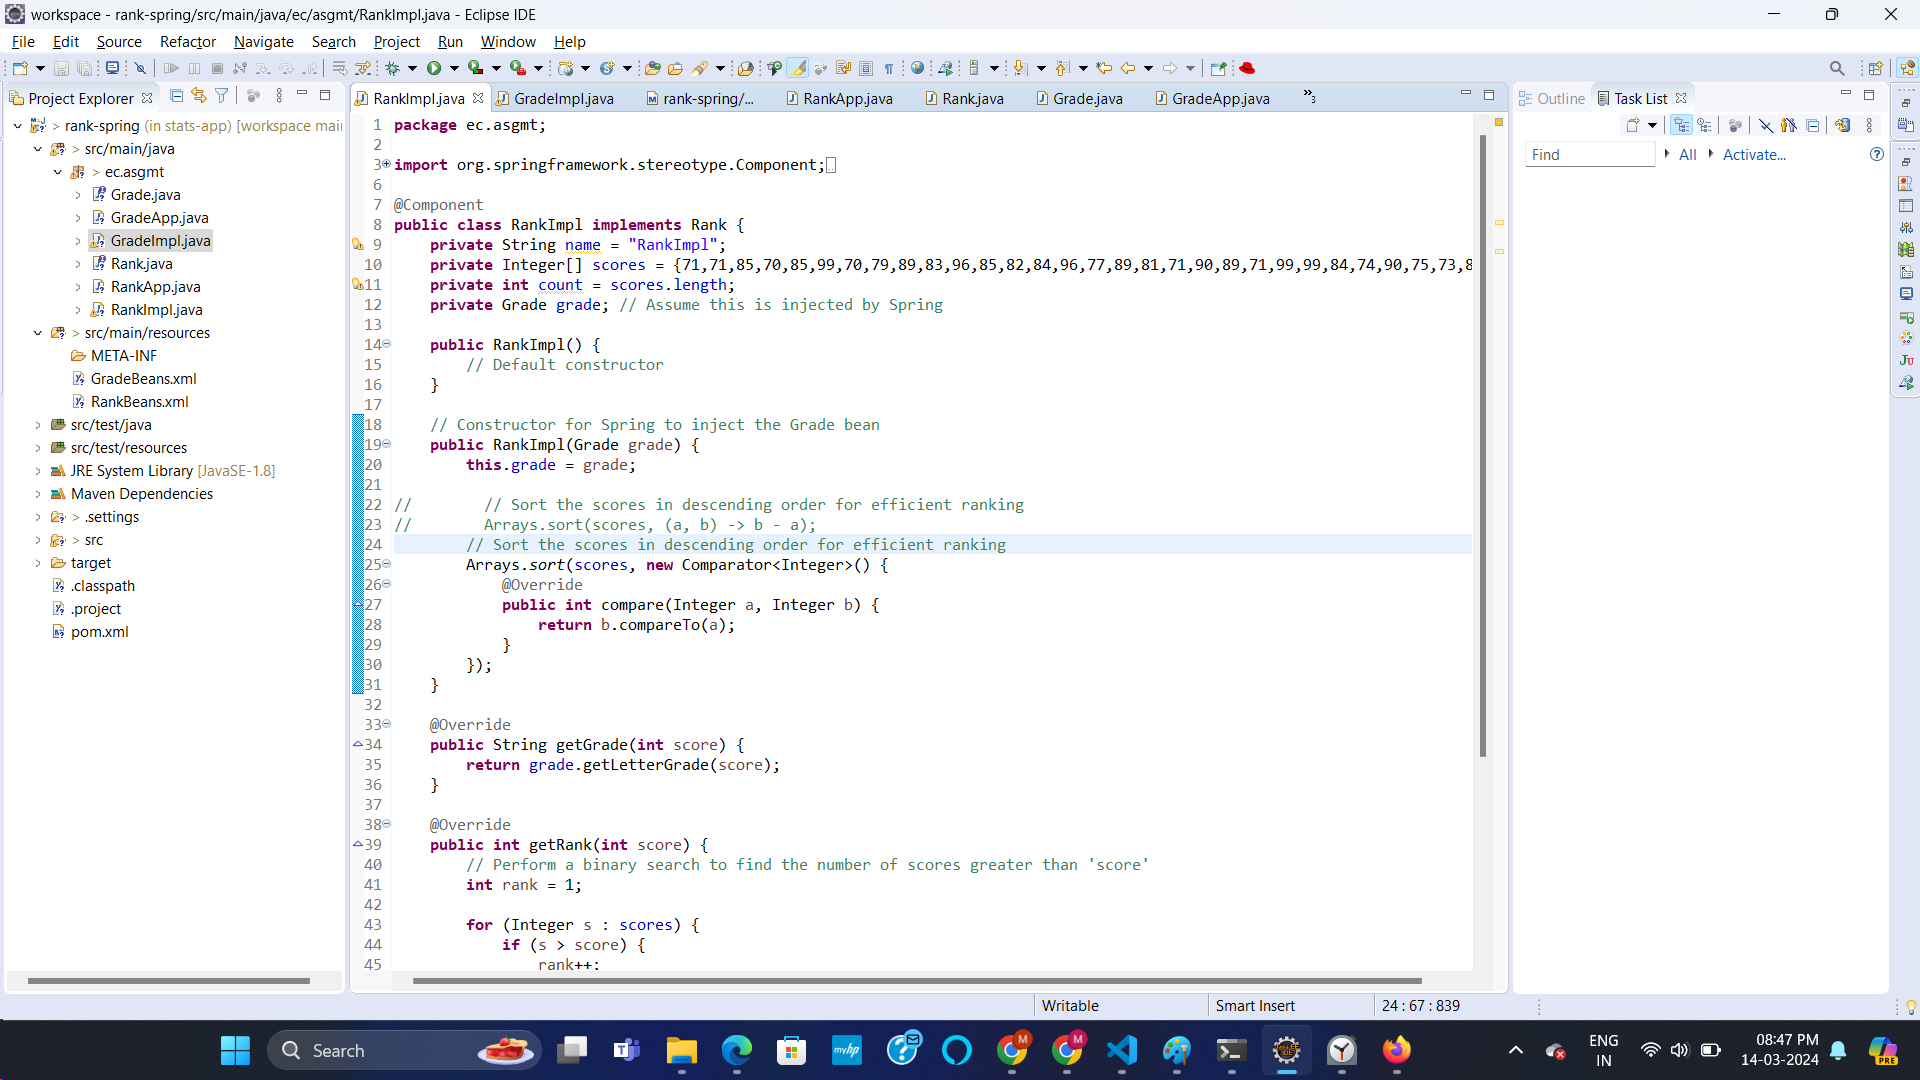 workspace - rank-spring/src/main/java/ec/asgmt/RankImpl.java - Eclipse IDE
File Edit Source Refactor Navigate Search Project Run Window Help
Project Explorer
rank-spring (in stats-app) [workspace mai
src/main/java
ec.asgmt
Grade.java
GradeApp.java
GradeImpl.java
Rank.java
RankApp.java
RankImpl.java
src/main/resources
META-INF
GradeBeans.xml
RankBeans.xml
src/test/java
src/test/resources
JRE System Library [JavaSE-1.8]
Maven Dependencies
.settings
src
target
.classpath
.project
pom.xml
RankImpl.java GradeImpl.java rank-spring/... RankApp.java Rank.java Grade.java GradeApp.java »3
1 package ec.asgmt;
2
3 import org.springframework.stereotype.Component;
6
7 @Component
8 public class RankImpl implements Rank {
9 private String name = "RankImpl";
10 private Integer[] scores = {71,71,85,70,85,99,70,79,89,83,96,85,82,84,96,77,89,81,71,90,89,71,99,99,84,74,90,75,73,8
11 private int count = scores.length;
12 private Grade grade; // Assume this is injected by Spring
13
14 public RankImpl() {
15 // Default constructor
16 }
17
18 // Constructor for Spring to inject the Grade bean
19 public RankImpl(Grade grade) {
20 this.grade = grade;
21
22 // // Sort the scores in descending order for efficient ranking
23 // Arrays.sort(scores, (a, b) -> b - a);
24 // Sort the scores in descending order for efficient ranking
25 Arrays.sort(scores, new Comparator<Integer>() {
26 @Override
27 public int compare(Integer a, Integer b) {
28 return b.compareTo(a);
29 }
30 });
31 }
32
33 @Override
34 public String getGrade(int score) {
35 return grade.getLetterGrade(score);
36 }
37
38 @Override
39 public int getRank(int score) {
40 // Perform a binary search to find the number of scores greater than 'score'
41 int rank = 1;
42
43 for (Integer s : scores) {
44 if (s > score) {
45 rank++;
Outline Task List
Find All Activate...
Ju
Writable Smart Insert 24 : 67 : 839
Search
myhp
M
M
PRE
ENG
IN
08:47 PM
14-03-2024